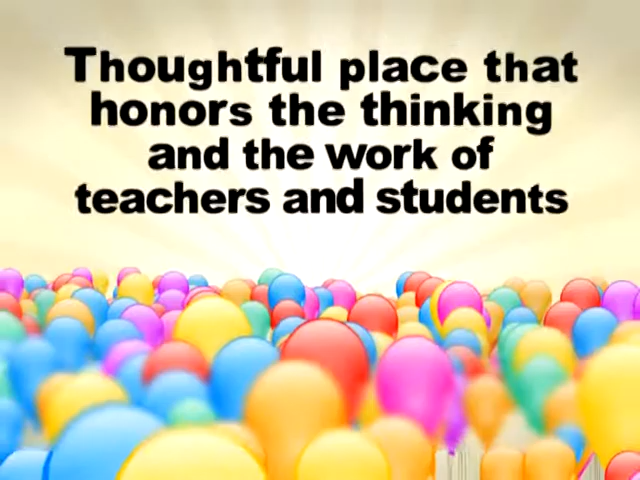 Thoughtful place that
honors the thinking
and the work of
teachers and students